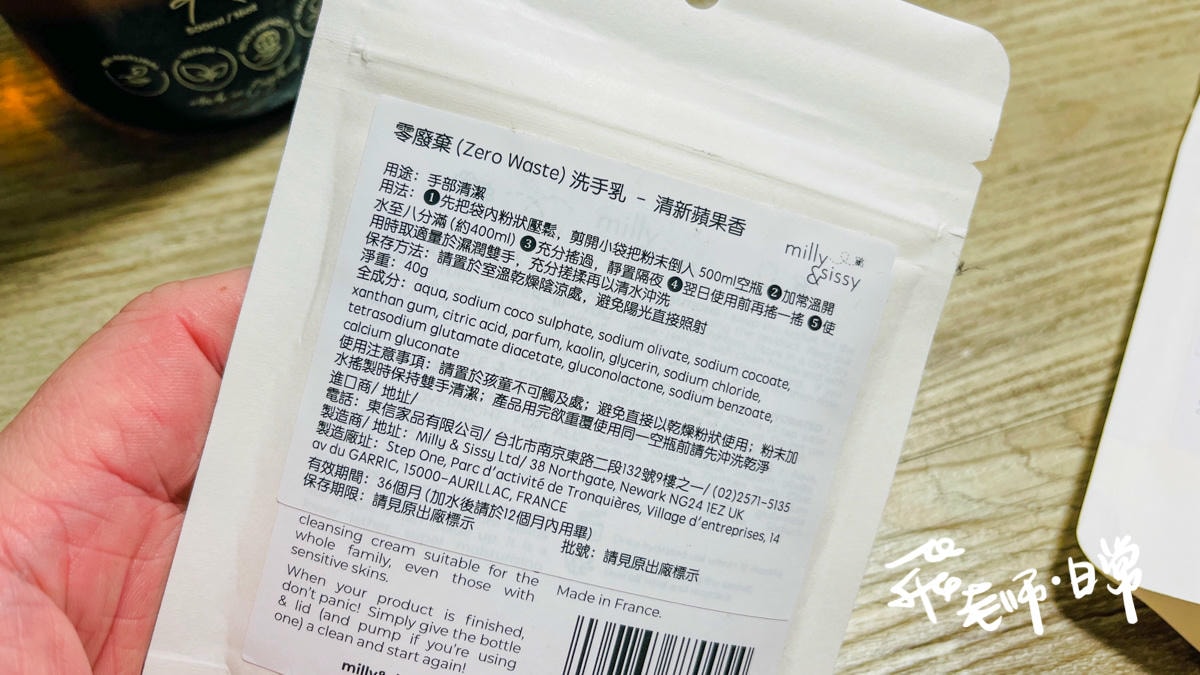 500ml / 16oz
VEGAN
零廢棄 (Zero Waste) 洗手乳 - 清新蘋果香
milly
&sissy
用途：手部清潔
用法：❶先把袋內粉狀壓鬆，剪開小袋把粉末倒入 500ml空瓶 ❷加常溫開
水至八分滿 (約400ml) ❸充分搖過，靜置隔夜 ❹翌日使用前再搖一搖 ❺使
用時取適量於濕潤雙手，充分搓揉再以清水沖洗
保存方法：請置於室溫乾燥陰涼處，避免陽光直接照射
淨重：40g
全成分：aqua, sodium coco sulphate, sodium olivate, sodium cocoate,
xanthan gum, citric acid, parfum, kaolin, glycerin, sodium chloride,
tetrasodium glutamate diacetate, gluconolactone, sodium benzoate,
calcium gluconate
使用注意事項：請置於孩童不可觸及處；避免直接以乾燥粉狀使用；粉末加
水搖製時保持雙手清潔；產品用完欲重覆使用同一空瓶前請先沖洗乾淨
進口商/ 地址/
電話：東信家品有限公司/ 台北市南京東路二段132號9樓之一/ (02)2571-5135
製造商/ 地址：Milly & Sissy Ltd/ 38 Northgate, Newark NG24 1EZ UK
製造廠址：Step One, Parc d'activité de Tronquières, Village d'entreprises, 14
av du GARRIC, 15000-AURILLAC, FRANCE
有效期間：36個月 (加水後請於12個月內用畢)
保存期限：請見原出廠標示
批號：請見原出廠標示
cleansing cream suitable for the
whole family, even those with
sensitive skins.
When your product is finished,
don't panic! Simply give the bottle
& lid (and pump if you're using
one) a clean and start again!
Made in France.
milly&
飛老師·日常